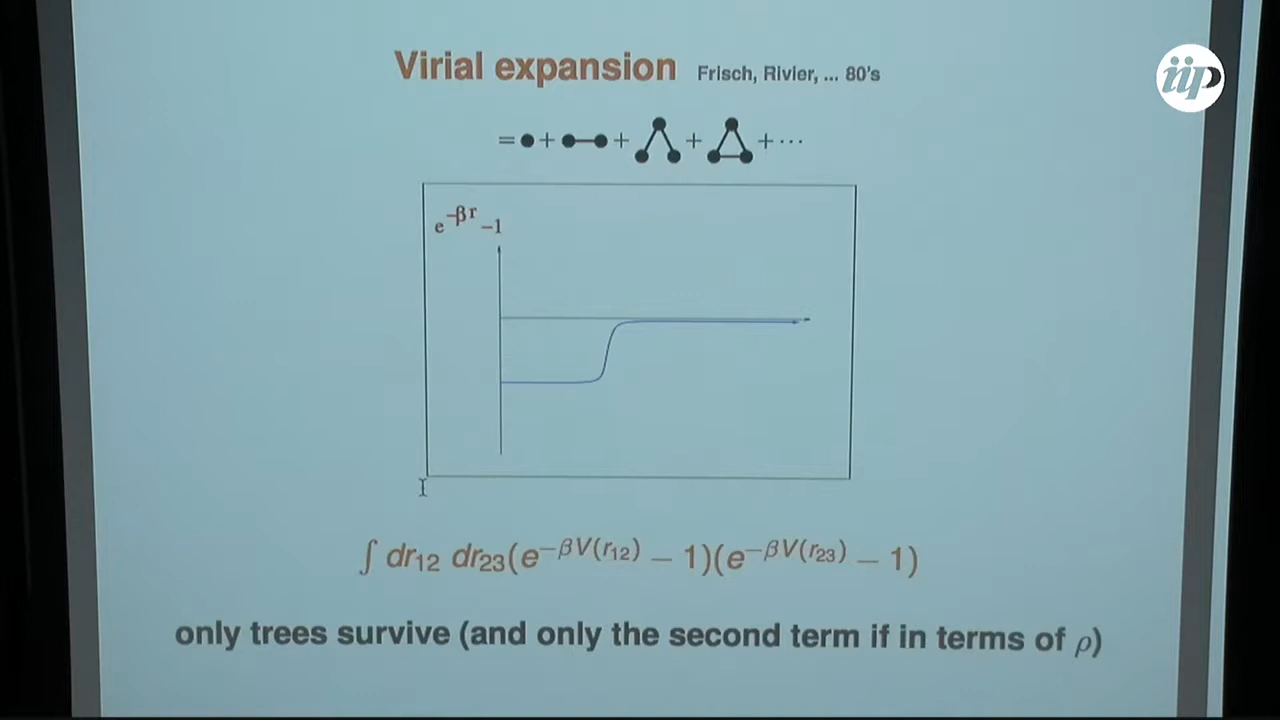 Virial expansion Frisch, Rivier, ... 80's
iip
= + + + + ...
e^{-βr} -1
∫ dr₁₂ dr₂₃(e^{-βV(r₁₂)} − 1)(e^{-βV(r₂₃)} − 1)
only trees survive (and only the second term if in terms of ρ)